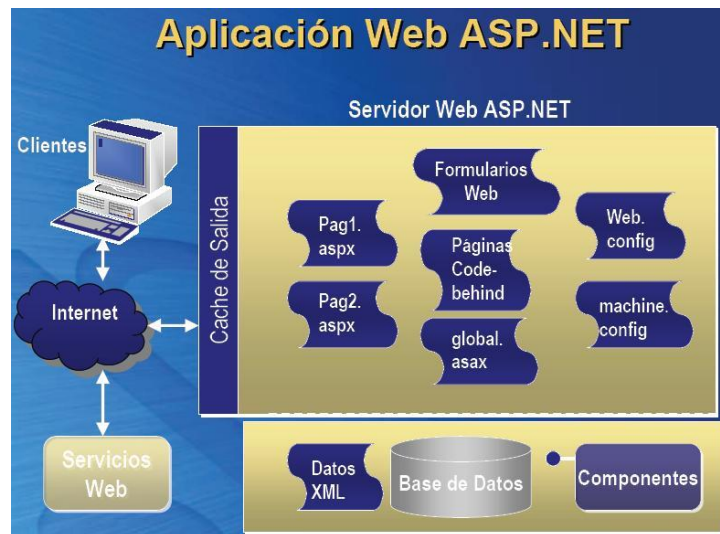 Aplicación Web ASP.NET
Servidor Web ASP.NET
Clientes
Internet
Servicios
Web
Cache de Salida
Formularios
Web
Pag1.
aspx
Páginas
Code-
behind
Web.
config
Pag2.
aspx
global.
asax
machine.
config
Datos
XML
Base de Datos
Componentes